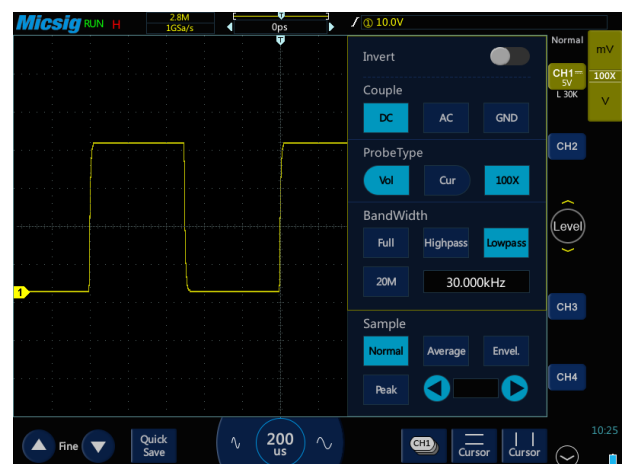 Micsig RUN H 2.8M 1GSa/s T 0ps 1 10.0V
T
Invert
Normal
mV
CH1
5V
100X
L 30K
V
Couple
DC AC GND
CH2
ProbeType
Vol Cur 100X
BandWidth
Level
Full Highpass Lowpass
20M 30.000kHz
1
CH3
Sample
Normal Average Envel.
CH4
Peak
10:25
Fine
Quick
Save
200
us
CH1
Cursor
Cursor